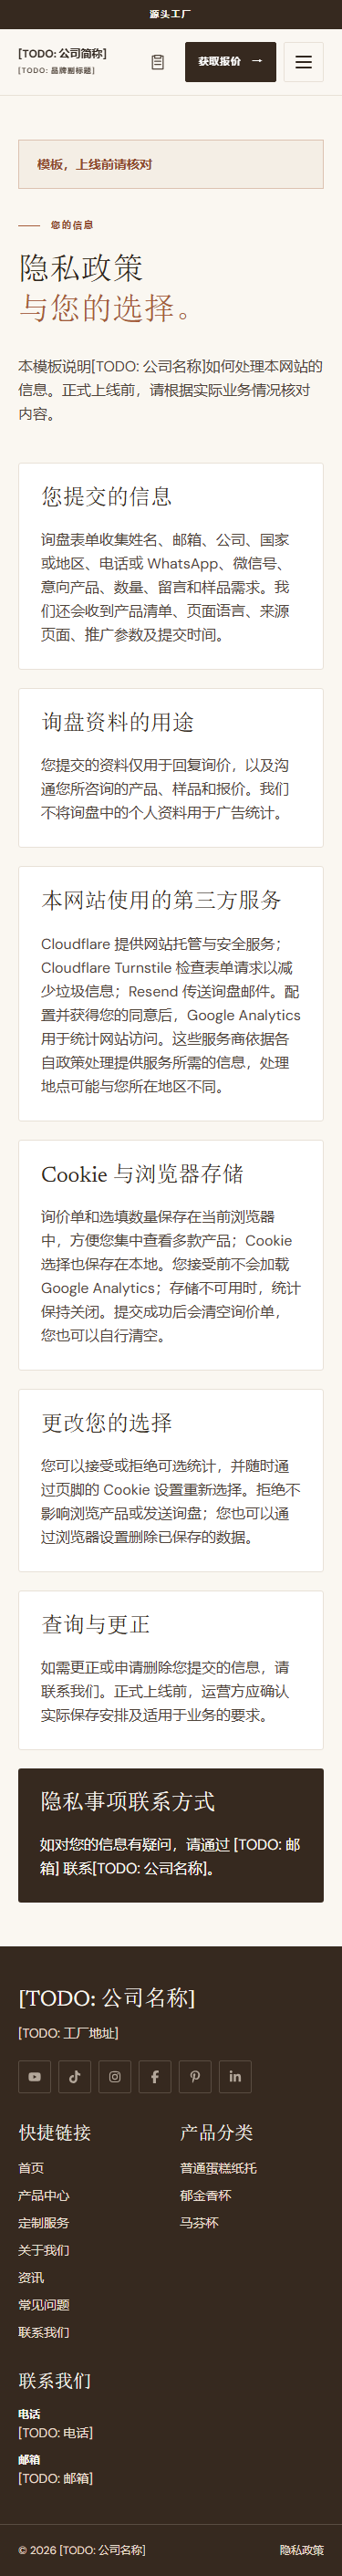 源头工厂
[TODO: 公司简称]
[TODO: 品牌副标题]
获取报价 →
模板，上线前请核对
您的信息
隐私政策
与您的选择。
本模板说明[TODO: 公司名称]如何处理本网站的
信息。正式上线前，请根据实际业务情况核对
内容。
您提交的信息
询盘表单收集姓名、邮箱、公司、国家
或地区、电话或 WhatsApp、微信号、
意向产品、数量、留言和样品需求。我
们还会收到产品清单、页面语言、来源
页面、推广参数及提交时间。
询盘资料的用途
您提交的资料仅用于回复询价，以及沟
通您所咨询的产品、样品和报价。我们
不将询盘中的个人资料用于广告统计。
本网站使用的第三方服务
Cloudflare 提供网站托管与安全服务；
Cloudflare Turnstile 检查表单请求以减
少垃圾信息；Resend 传送询盘邮件。配
置并获得您的同意后，Google Analytics
用于统计网站访问。这些服务商依据各
自政策处理提供服务所需的信息，处理
地点可能与您所在地区不同。
Cookie 与浏览器存储
询价单和选填数量保存在当前浏览器
中，方便您集中查看多款产品；Cookie
选择也保存在本地。您接受前不会加载
Google Analytics；存储不可用时，统计
保持关闭。提交成功后会清空询价单，
您也可以自行清空。
更改您的选择
您可以接受或拒绝可选统计，并随时通
过页脚的 Cookie 设置重新选择。拒绝不
影响浏览产品或发送询盘；您也可以通
过浏览器设置删除已保存的数据。
查询与更正
如需更正或申请删除您提交的信息，请
联系我们。正式上线前，运营方应确认
实际保存安排及适用于业务的要求。
隐私事项联系方式
如对您的信息有疑问，请通过 [TODO: 邮
箱] 联系[TODO: 公司名称]。
[TODO: 公司名称]
[TODO: 工厂地址]
快捷链接
首页
产品中心
定制服务
关于我们
资讯
常见问题
联系我们
产品分类
普通蛋糕纸托
郁金香杯
马芬杯
联系我们
电话
[TODO: 电话]
邮箱
[TODO: 邮箱]
© 2026 [TODO: 公司名称]
隐私政策